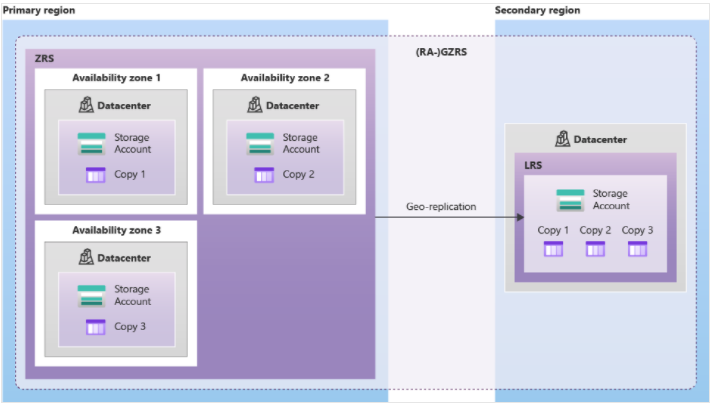 Primary region
Secondary region
(RA-)GZRS
ZRS
Availability zone 1
Datacenter
Storage
Account
Copy 1
Availability zone 2
Datacenter
Storage
Account
Copy 2
Availability zone 3
Datacenter
Storage
Account
Copy 3
Geo-replication
Datacenter
LRS
Storage
Account
Copy 1 Copy 2 Copy 3